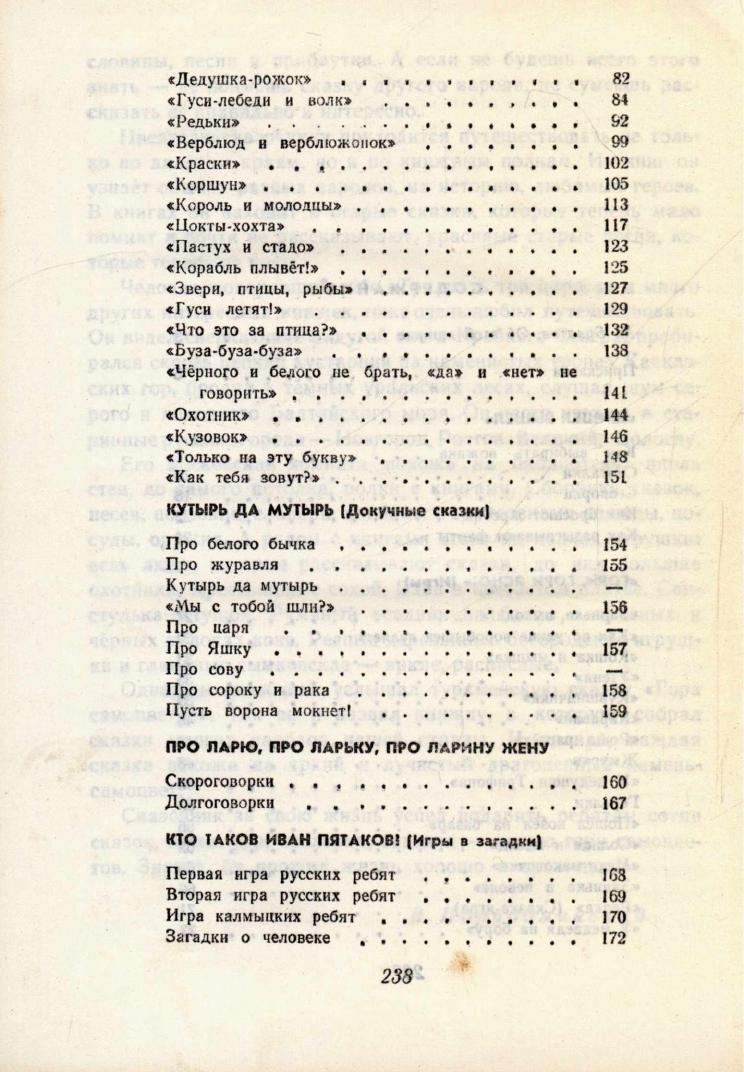 «Дедушка-рожок» . . . . . . . . . . . . 82
«Гуси-лебеди и волк» . . . . . . . . . . 84
«Редьки» . . . . . . . . . . . . . . 92
«Верблюд и верблюжонок» . . . . . . . . 99
«Краски» . . . . . . . . . . . . . . 102
«Коршун» . . . . . . . . . . . . . . 105
«Король и молодцы» . . . . . . . . . . 113
«Цокты-хохта» . . . . . . . . . . . . 117
«Пастух и стадо» . . . . . . . . . . . 123
«Корабль плывёт!» . . . . . . . . . . . 125
«Звери, птицы, рыбы» . . . . . . . . . 127
«Гуси летят!» . . . . . . . . . . . . 129
«Что это за птица?» . . . . . . . . . . 132
«Буза-буза-буза» . . . . . . . . . . . 138
«Чёрного и белого не брать, «да» и «нет» не
говорить» . . . . . . . . . . . . . 141
«Охотник» . . . . . . . . . . . . . 144
«Кузовок» . . . . . . . . . . . . . 146
«Только на эту букву» . . . . . . . . . 148
«Как тебя зовут?» . . . . . . . . . . . 151
КУТЫРЬ ДА МУТЫРЬ (Докучные сказки)
Про белого бычка . . . . . . . . . . . 154
Про журавля . . . . . . . . . . . . 155
Кутырь да мутырь . . . . . . . . . . . —
«Мы с тобой шли?» . . . . . . . . . . 156
Про царя . . . . . . . . . . . . . .
Про Яшку . . . . . . . . . . . . . 157
Про сову . . . . . . . . . . . . . —
Про сороку и рака . . . . . . . . . . 158
Пусть ворона мокнет! . . . . . . . . . 159
ПРО ЛАРЮ, ПРО ЛАРЬКУ, ПРО ЛАРИНУ ЖЕНУ
Скороговорки . . . . . . . . . . . . 160
Долгоговорки . . . . . . . . . . . . 167
КТО ТАКОВ ИВАН ПЯТАКОВ! (Игры в загадки)
Первая игра русских ребят . . . . . . . 168
Вторая игра русских ребят . . . . . . . 169
Игра калмыцких ребят . . . . . . . . . 170
Загадки о человеке . . . . . . . . . . 172
238